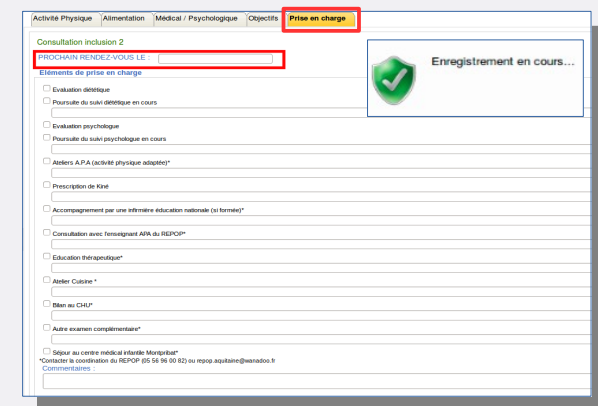 Activité Physique Alimentation Médical / Psychologique Objectifs Prise en charge
Consultation inclusion 2
Enregistrement en cours...
PROCHAIN RENDEZ-VOUS LE :
Eléments de prise en charge
Evaluation diététique
Poursuite du suivi diététique en cours
Evaluation psychologue
Poursuite du suivi psychologue en cours
Ateliers A.P.A (activité physique adaptée)*
Prescription de Kiné
Accompagnement par une infirmière éducation nationale (si formée)*
Consultation avec l'enseignant APA du REPOP*
Education thérapeutique*
Atelier Cuisine *
Bilan au CHU*
Autre examen complémentaire*
Séjour au centre médical infantile Montpribat*
*Contacter la coordination du REPOP (05 56 96 00 82) ou repop.aquitaine@wanadoo.fr
Commentaires :